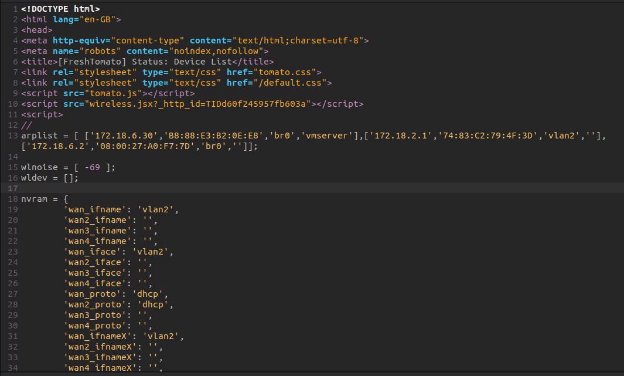 1 <!DOCTYPE html>
2 <html lang="en-GB">
3 <head>
4 <meta http-equiv="content-type" content="text/html;charset=utf-8">
5 <meta name="robots" content="noindex,nofollow">
6 <title>[FreshTomato] Status: Device List</title>
7 <link rel="stylesheet" type="text/css" href="tomato.css">
8 <link rel="stylesheet" type="text/css" href="/default.css">
9 <script src="tomato.js"></script>
10 <script src="wireless.jsx?_http_id=TIDd60f245957fb603a"></script>
11 <script>
12 //
13 arplist = [ ['172.18.6.30','B8:88:E3:B2:0E:EB','br0','vmserver'],['172.18.2.1','74:83:C2:79:4F:3D','vlan2',''],
['172.18.6.2','08:00:27:A0:F7:7D','br0','']];
14
15 wlnoise = [ -69 ];
16 wldev = [];
17
18 nvram = {
19 'wan_ifname': 'vlan2',
20 'wan2_ifname': '',
21 'wan3_ifname': '',
22 'wan4_ifname': '',
23 'wan_iface': 'vlan2',
24 'wan2_iface': '',
25 'wan3_iface': '',
26 'wan4_iface': '',
27 'wan_proto': 'dhcp',
28 'wan2_proto': 'dhcp',
29 'wan3_proto': '',
30 'wan4_proto': '',
31 'wan_ifnameX': 'vlan2',
32 'wan2_ifnameX': '',
33 'wan3_ifnameX': '',
34 'wan4_ifnameX': '',